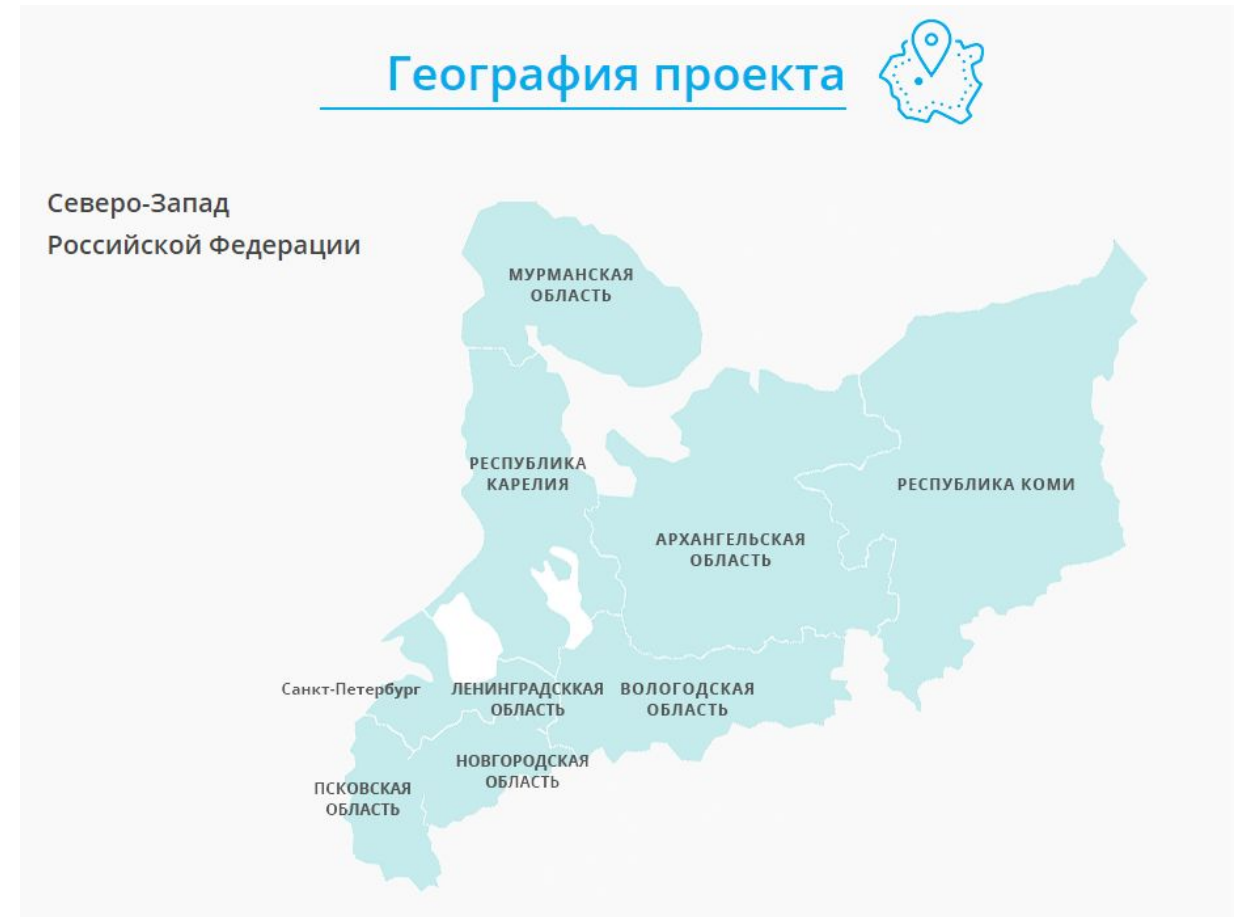 География проекта
Северо-Запад
Российской Федерации
МУРМАНСКАЯ
ОБЛАСТЬ
РЕСПУБЛИКА
КАРЕЛИЯ
РЕСПУБЛИКА КОМИ
АРХАНГЕЛЬСКАЯ
ОБЛАСТЬ
Санкт-Петербург
ЛЕНИНГРАДСККАЯ
ОБЛАСТЬ
ВОЛОГОДСКАЯ
ОБЛАСТЬ
НОВГОРОДСКАЯ
ОБЛАСТЬ
ПСКОВСКАЯ
ОБЛАСТЬ